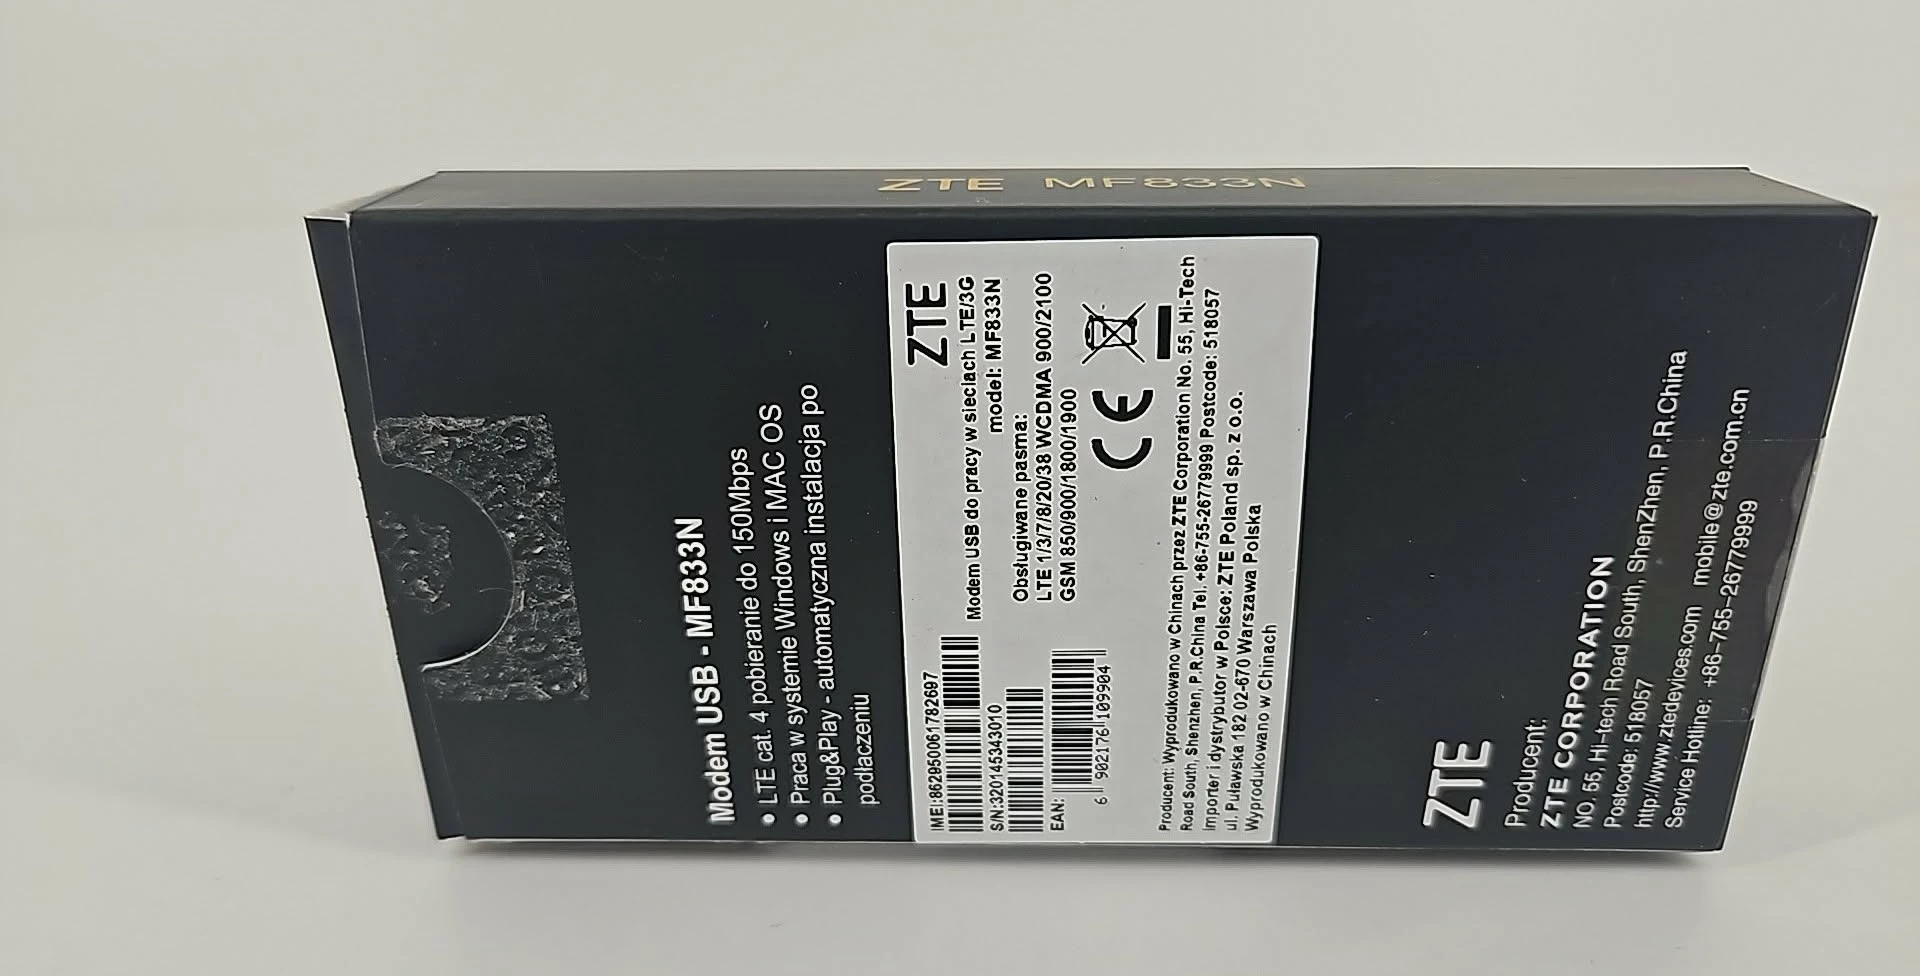 ZTE MF833N
Modem USB - MF833N
• LTE cat. 4 pobieranie do 150Mbps
• Praca w systemie Windows i MAC OS
• Plug&Play - automatyczna instalacja po
podłaczeniu
ZTE
Modem USB do pracy w sieciach LTE/3G
model: MF833N
Obsługiwane pasma:
LTE 1/3/7/8/20/38 WCDMA 900/2100
GSM 850/900/1800/1900
CE
IMEI:862950061782697
S/N:320145343010
EAN:
6 902176 109904
Producent: Wyprodukowano w Chinach przez ZTE Corporation No. 55, Hi-Tech
Road South, Shenzhen, P.R.China Tel. +86-755-26779999 Postcode: 518057
Importer i dystrybutor w Polsce: ZTE Poland sp. z o.o.
ul. Puławska 182 02-670 Warszawa Polska
Wyprodukowano w Chinach
ZTE
Producent:
ZTE CORPORATION
NO. 55, Hi-tech Road South, ShenZhen, P.R.China
Postcode: 518057
http://www.ztedevices.com mobile@zte.com.cn
Service Hotline: +86-755-26779999